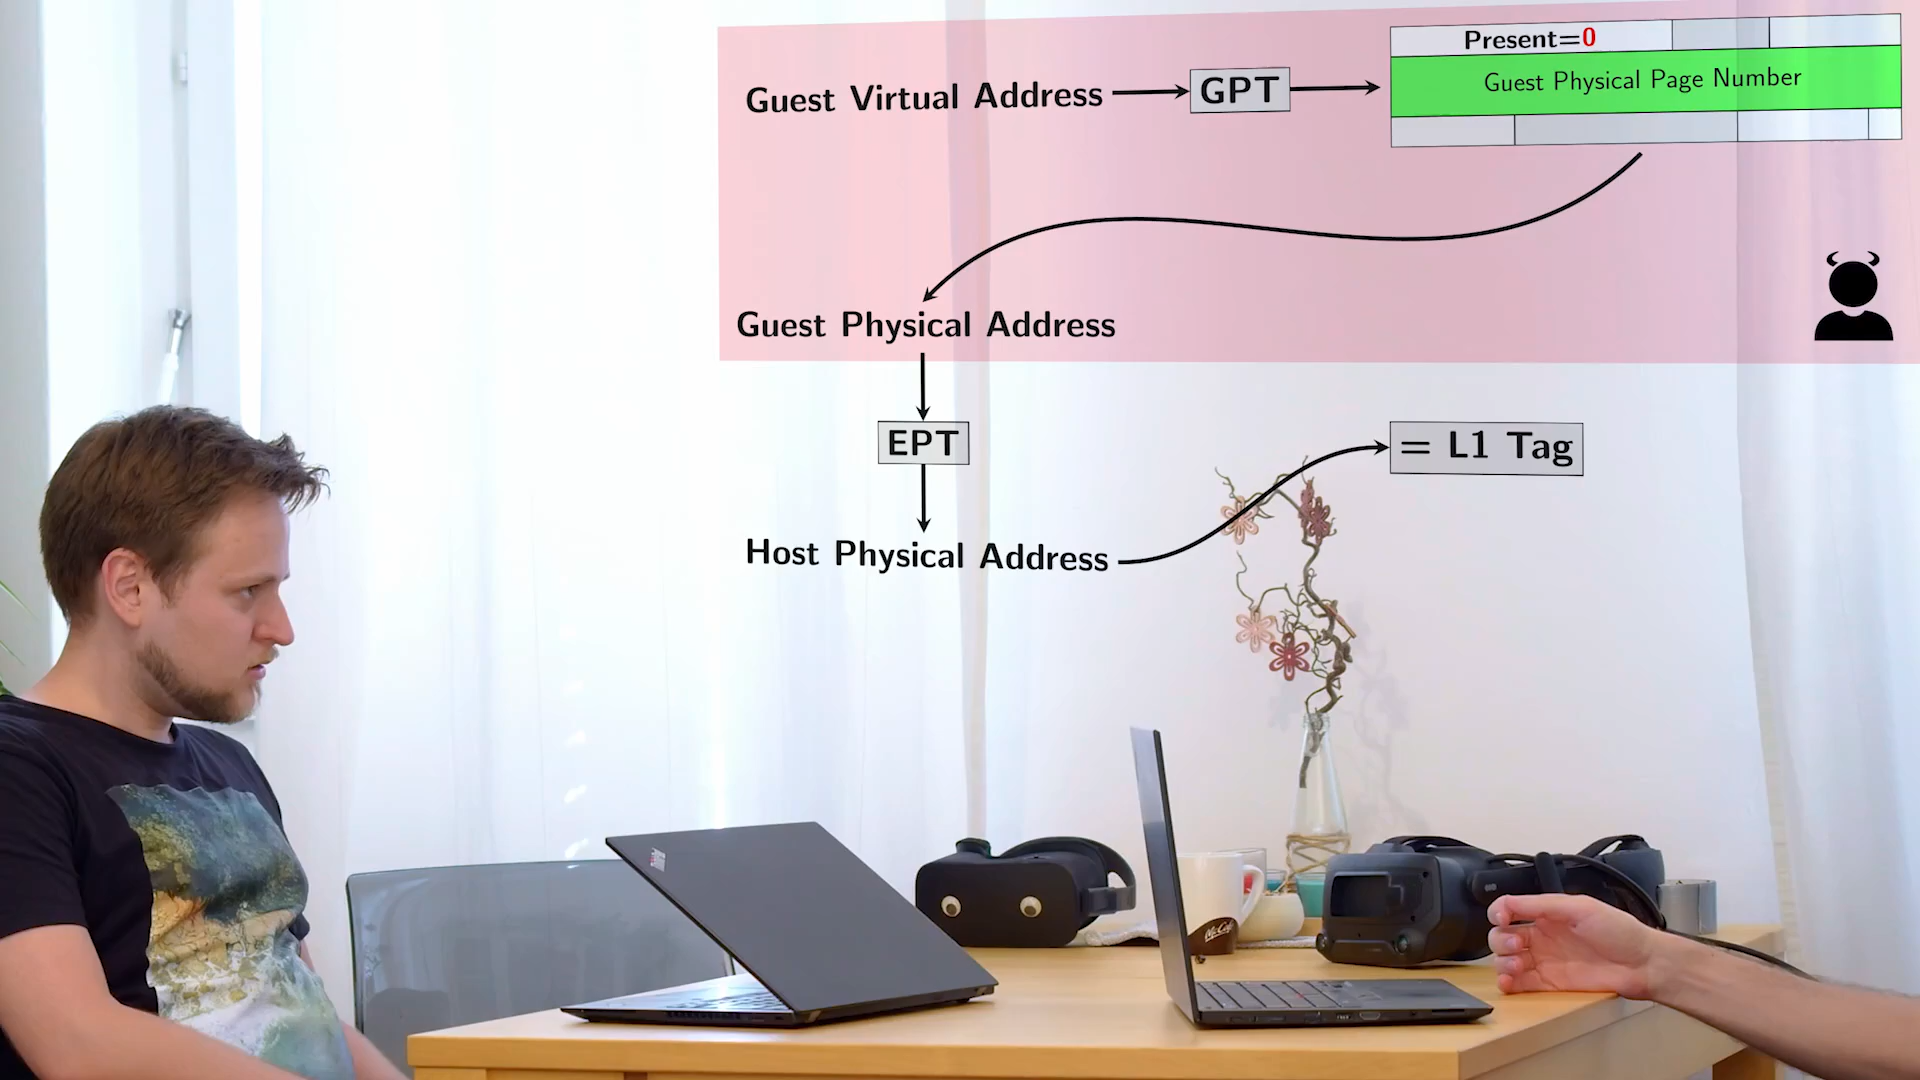 Present=0
Guest Virtual Address
GPT
Guest Physical Page Number
Guest Physical Address
EPT
= L1 Tag
Host Physical Address
McCafé